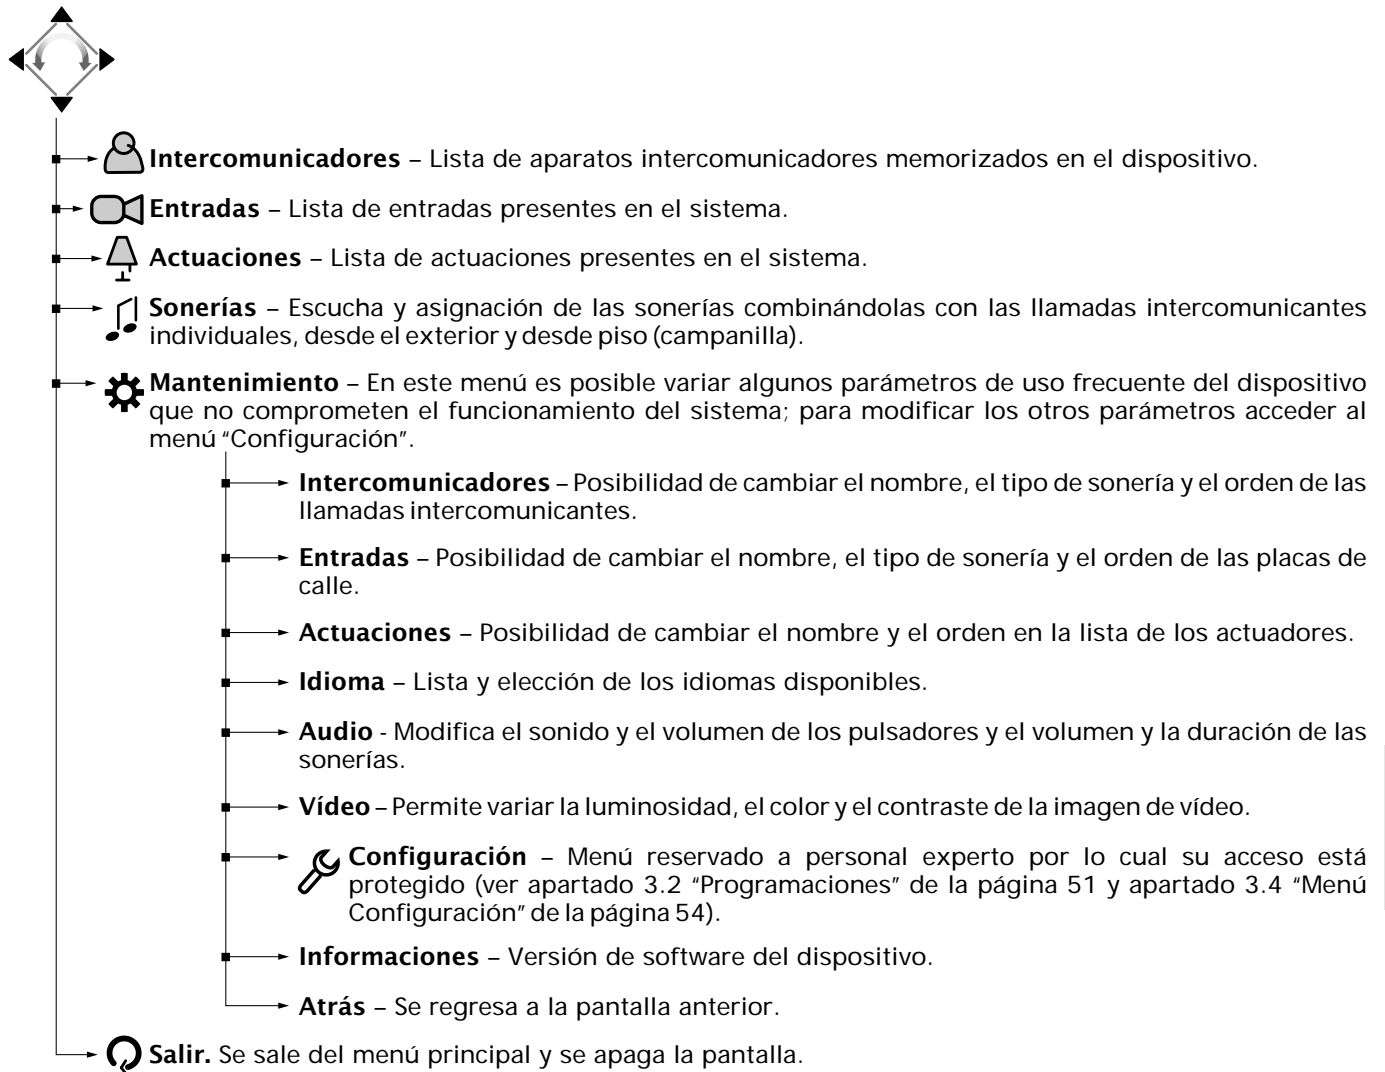 Intercomunicadores – Lista de aparatos intercomunicadores memorizados en el dispositivo.
Entradas – Lista de entradas presentes en el sistema.
Actuaciones – Lista de actuaciones presentes en el sistema.
Sonerías – Escucha y asignación de las sonerías combinándolas con las llamadas intercomunicantes
individuales, desde el exterior y desde piso (campanilla).
Mantenimiento – En este menú es posible variar algunos parámetros de uso frecuente del dispositivo
que no comprometen el funcionamiento del sistema; para modificar los otros parámetros acceder al
menú “Configuración”.
Intercomunicadores – Posibilidad de cambiar el nombre, el tipo de sonería y el orden de las
llamadas intercomunicantes.
Entradas – Posibilidad de cambiar el nombre, el tipo de sonería y el orden de las placas de
calle.
Actuaciones – Posibilidad de cambiar el nombre y el orden en la lista de los actuadores.
Idioma – Lista y elección de los idiomas disponibles.
Audio - Modifica el sonido y el volumen de los pulsadores y el volumen y la duración de las
sonerías.
Vídeo – Permite variar la luminosidad, el color y el contraste de la imagen de vídeo.
Configuración – Menú reservado a personal experto por lo cual su acceso está
protegido (ver apartado 3.2 “Programaciones” de la página 51 y apartado 3.4 “Menú
Configuración” de la página 54).
Informaciones – Versión de software del dispositivo.
Atrás – Se regresa a la pantalla anterior.
Salir. Se sale del menú principal y se apaga la pantalla.